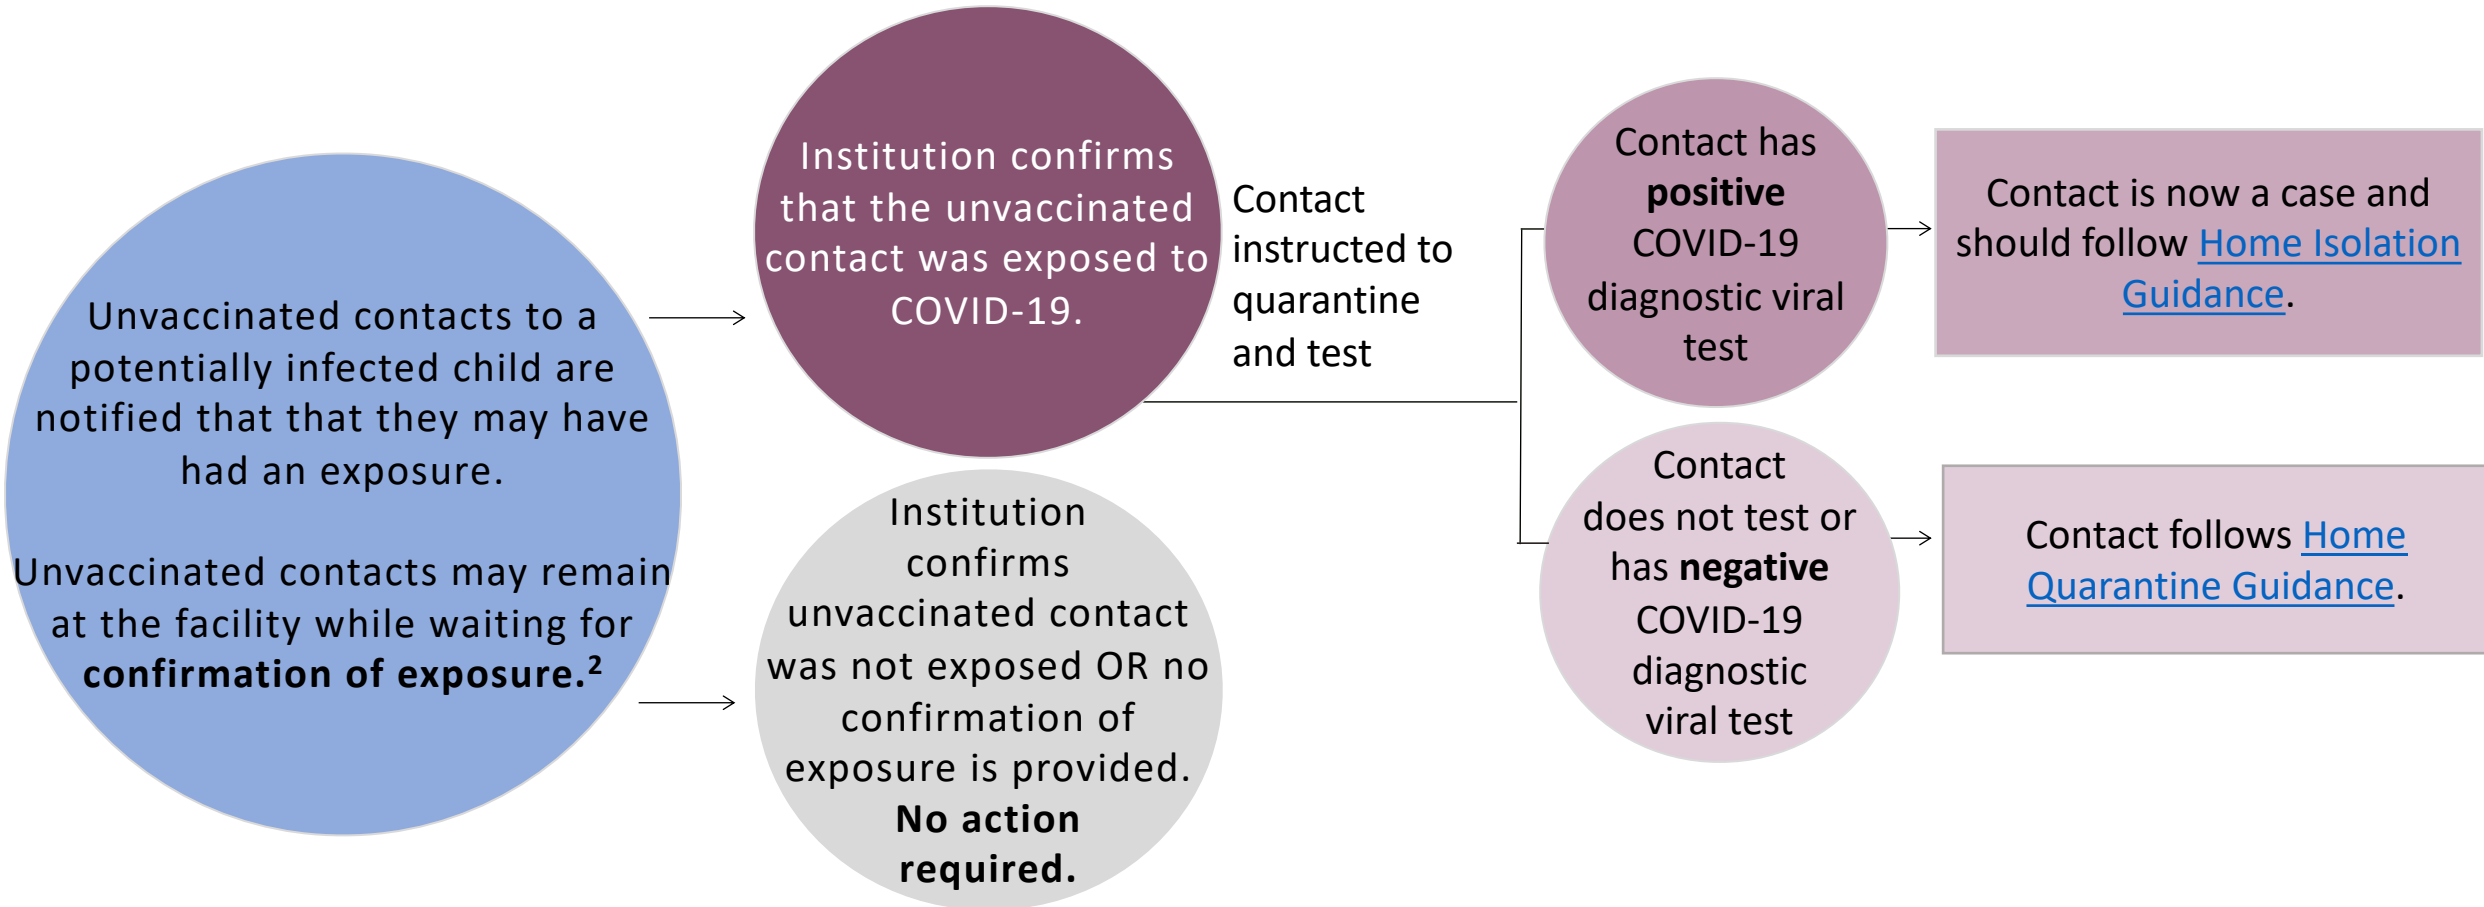 Unvaccinated contacts to a
potentially infected child are
notified that that they may have
had an exposure.
Unvaccinated contacts may remain
at the facility while waiting for
confirmation of exposure.²
Institution confirms
that the unvaccinated
contact was exposed to
COVID-19.
Institution
confirms
unvaccinated contact
was not exposed OR no
confirmation of
exposure is provided.
No action
required.
Contact
instructed to
quarantine
and test
Contact has
positive
COVID-19
diagnostic viral
test
Contact is now a case and
should follow Home Isolation
Guidance.
Contact
does not test or
has negative
COVID-19
diagnostic
viral test
Contact follows Home
Quarantine Guidance.